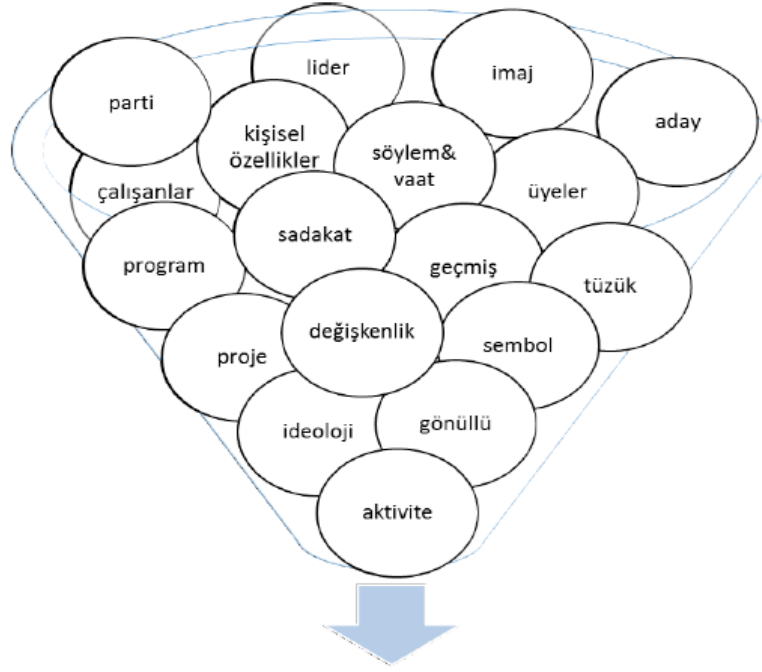 lider
imaj
parti
aday
kişisel
özellikler
söylem&
vaat
çalışanlar
üyeler
sadakat
program
geçmiş
tüzük
değişkenlik
proje
sembol
ideoloji
gönüllü
aktivite